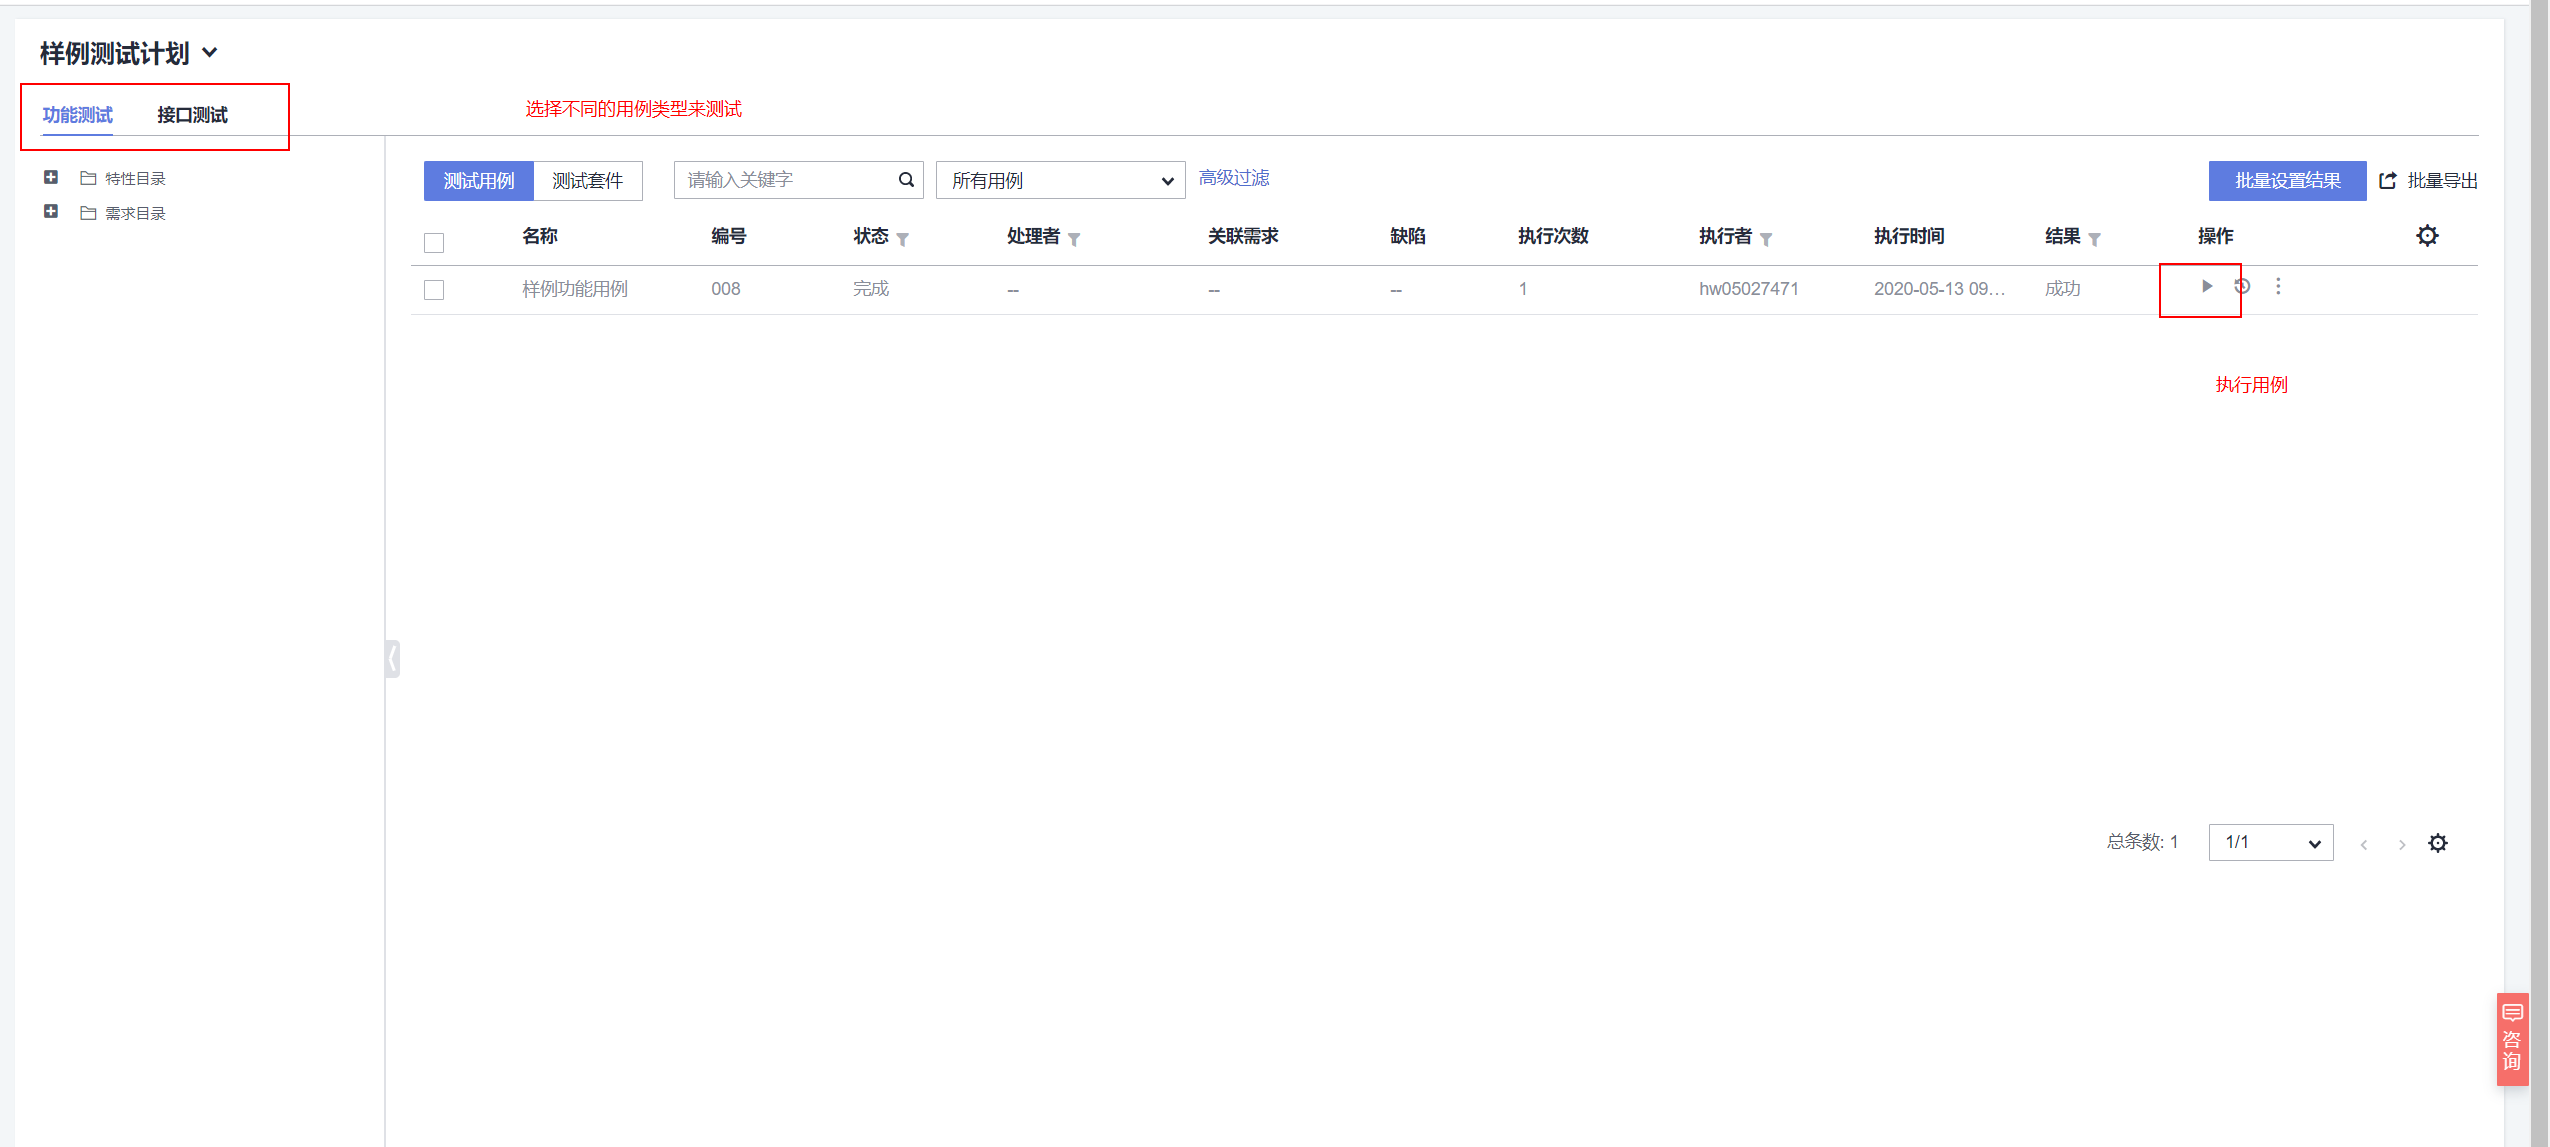 样例测试计划
功能测试 接口测试 选择不同的用例类型来测试
特性目录
需求目录
测试用例 测试套件 请输入关键字 所有用例 高级过滤 批量设置结果 批量导出
名称 编号 状态 处理者 关联需求 缺陷 执行次数 执行者 执行时间 结果 操作
样例功能用例 008 完成 -- -- -- 1 hw05027471 2020-05-13 09... 成功
执行用例
总条数: 1 1/1
咨询